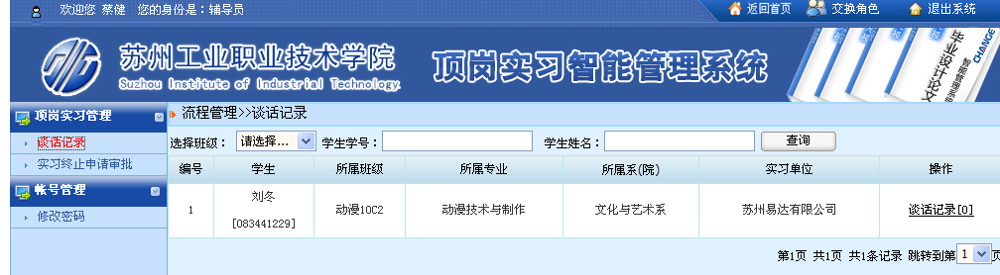 欢迎您 蔡健 您的身份是：辅导员 返回首页 交换角色 退出系统
苏州工业职业技术学院
Suzhou Institute of Industrial Technology.
顶岗实习智能管理系统
毕业设计论文
智能管理系统
CHANGE
顶岗实习管理
谈话记录
实习终止申请审批
帐号管理
修改密码
流程管理>>谈话记录
选择班级： 请选择... 学生学号： 学生姓名： 查询
编号 学生 所属班级 所属专业 所属系(院) 实习单位 操作
1 刘冬 [083441229] 动漫10C2 动漫技术与制作 文化与艺术系 苏州易达有限公司 谈话记录[0]
第1页 共1页 共1条记录 跳转到第 1 页